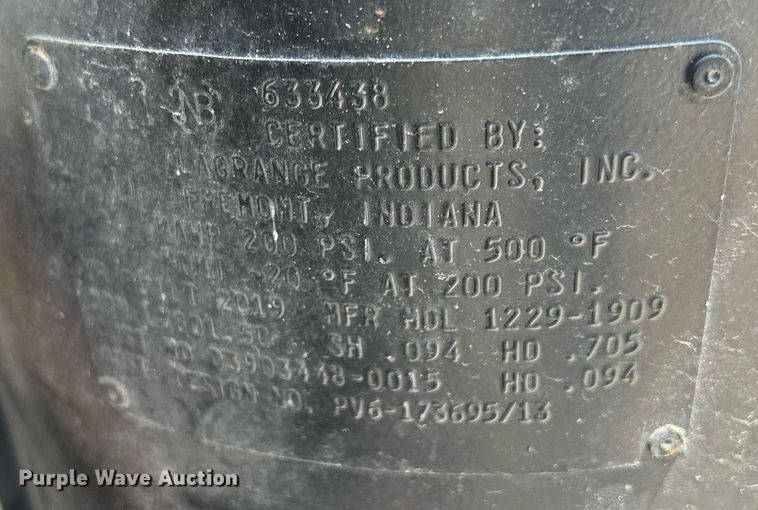 NB 633438
CERTIFIED BY:
LAGRANGE PRODUCTS, INC.
FREMONT, INDIANA
MAWP 200 PSI. AT 500 °F
-20 °F AT 200 PSI.
2019 MFR MDL 1229-1909
SH .094 HD .705
03903448-0015 HD .094
DESIGN NO. PV6-173695/13
Purple Wave Auction